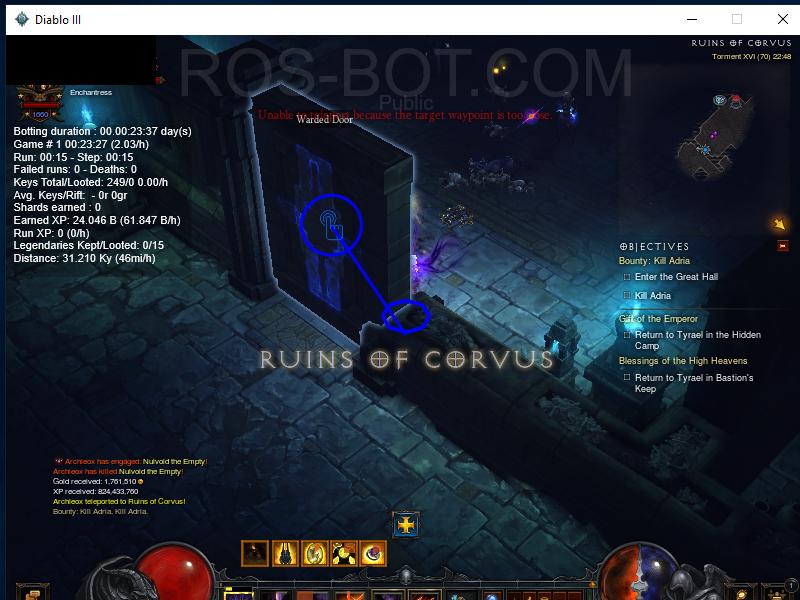 Diablo III
ROS-BOT.COM
Public
RUINS OF CORVUS
Torment XVI (70) 22:48
Enchantress
1660
Unable to teleport because the target waypoint is too close.
Warded Door
Botting duration : 00.00:23:37 day(s)
Game # 1 00:23:27 (2.03/h)
Run: 00:15 - Step: 00:15
Failed runs: 0 - Deaths: 0
Keys Total/Looted: 249/0 0.00/h
Avg. Keys/Rift: - 0r 0gr
Shards earned : 0
Earned XP: 24.046 B (61.847 B/h)
Run XP: 0 (0/h)
Legendaries Kept/Looted: 0/15
Distance: 31.210 Ky (46mi/h)
OBJECTIVES
Bounty: Kill Adria
Enter the Great Hall
Kill Adria
Gift of the Emperor
Return to Tyrael in the Hidden
Camp
Blessings of the High Heavens
Return to Tyrael in Bastion's
Keep
RUINS OF CORVUS
Archleox has engaged: Nulvoid the Empty!
Archleox has killed Nulvoid the Empty!
Gold received: 1,761,510
XP received: 824,433,760
Archleox teleported to Ruins of Corvus!
Bounty: Kill Adria, Kill Adria.
1